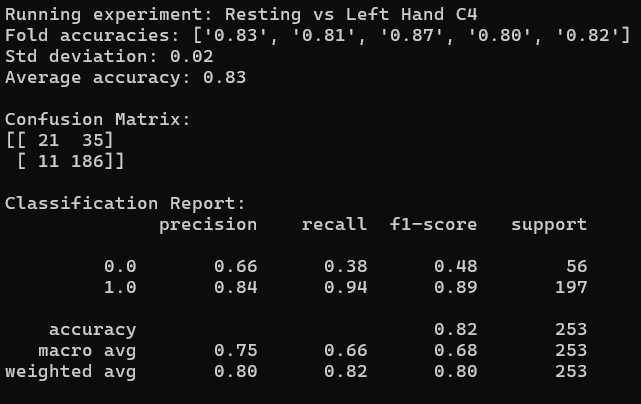 Running experiment: Resting vs Left Hand C4
Fold accuracies: ['0.83', '0.81', '0.87', '0.80', '0.82']
Std deviation: 0.02
Average accuracy: 0.83
Confusion Matrix:
[[ 21  35]
 [ 11 186]]
Classification Report:
              precision    recall  f1-score   support
         0.0       0.66      0.38      0.48        56
         1.0       0.84      0.94      0.89       197
    accuracy                           0.82       253
   macro avg       0.75      0.66      0.68       253
weighted avg       0.80      0.82      0.80       253